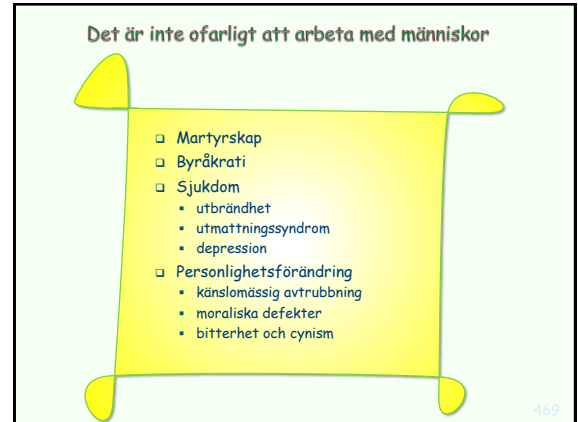 Det är inte ofarligt att arbeta med människor
❑ Martyrskap
❑ Byråkrati
❑ Sjukdom
▪ utbrändhet
▪ utmattningssyndrom
▪ depression
❑ Personlighetsförändring
▪ känslomässig avtrubbning
▪ moraliska defekter
▪ bitterhet och cynism
469